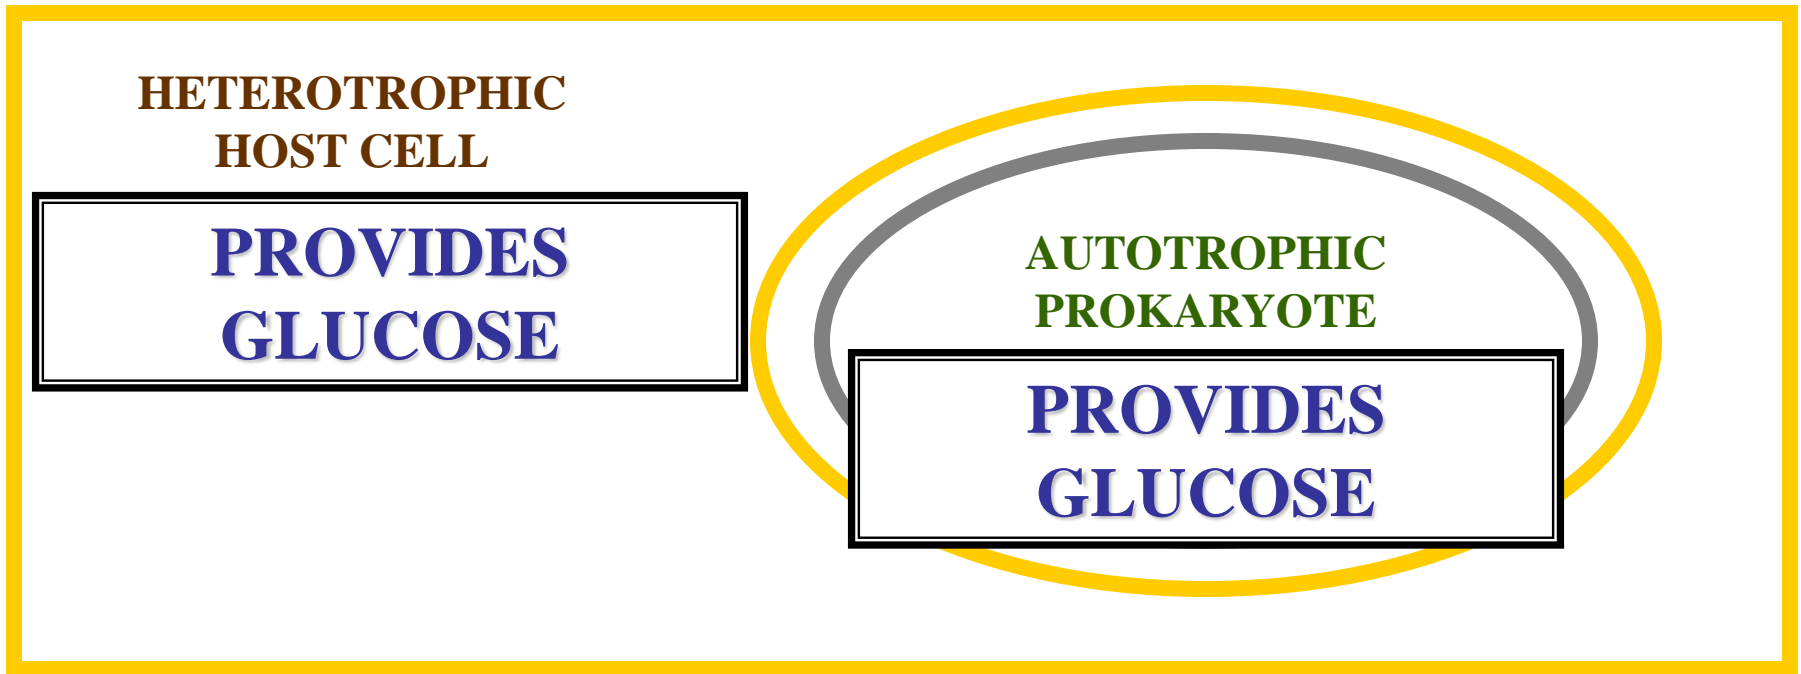 HETEROTROPHIC
HOST CELL
PROVIDES
GLUCOSE
AUTOTROPHIC
PROKARYOTE
PROVIDES
GLUCOSE